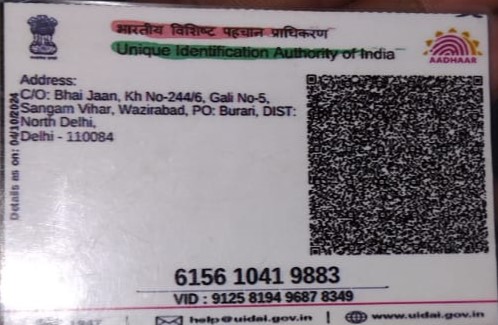 भारतीय विशिष्ट पहचान प्राधिकरण
Unique Identification Authority of India
AADHAAR
Details as on: 04/10/2024
Address:
C/O: Bhai Jaan, Kh No-244/6, Gali No-5,
Sangam Vihar, Wazirabad, PO: Burari, DIST:
North Delhi,
Delhi - 110084
6156 1041 9883
VID : 9125 8194 9687 8349
1947 help@uidai.gov.in www.uidai.gov.in